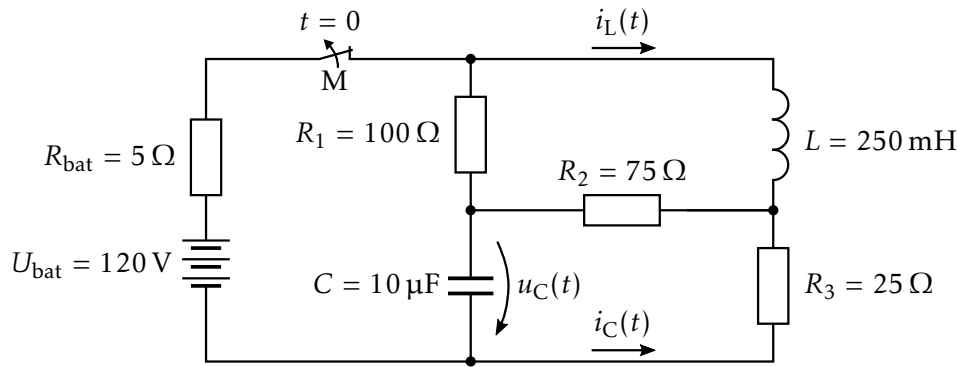 t = 0
i_L(t)
M
R_1 = 100 Ω
R_bat = 5 Ω
L = 250 mH
R_2 = 75 Ω
U_bat = 120 V
C = 10 µF
u_C(t)
R_3 = 25 Ω
i_C(t)